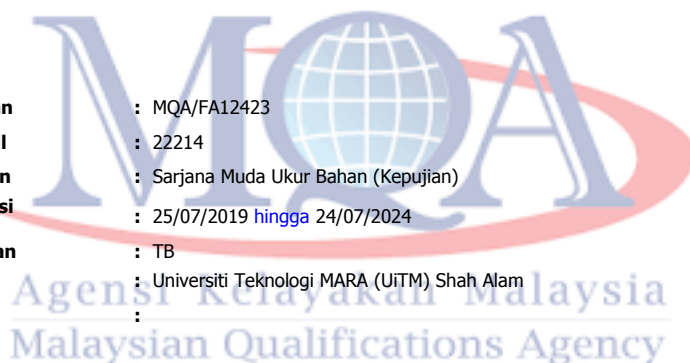 MQA
an : MQA/FA12423
l : 22214
n : Sarjana Muda Ukur Bahan (Kepujian)
si : 25/07/2019 hingga 24/07/2024
an : TB
: Universiti Teknologi MARA (UiTM) Shah Alam
:
Agensi Kelayakan Malaysia
Malaysian Qualifications Agency